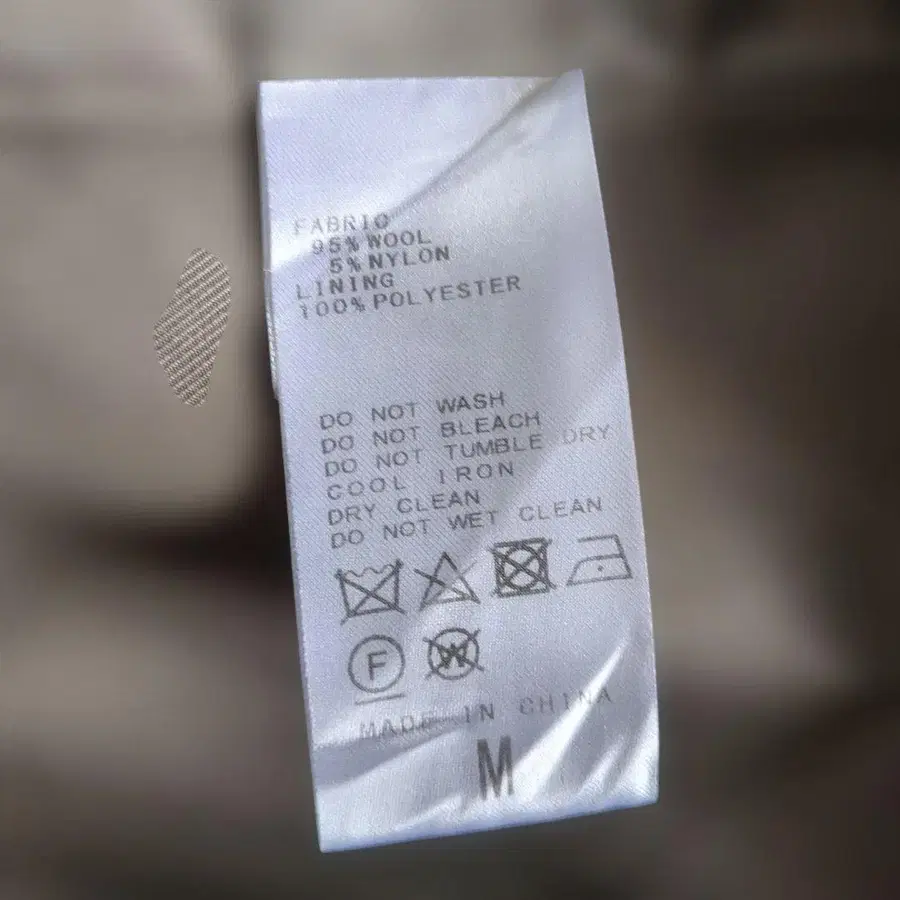 FABRIC
95% WOOL
5% NYLON
LINING
100% POLYESTER
DO NOT WASH
DO NOT BLEACH
DO NOT TUMBLE DRY
COOL IRON
DRY CLEAN
DO NOT WET CLEAN
F W
MADE IN CHINA
M